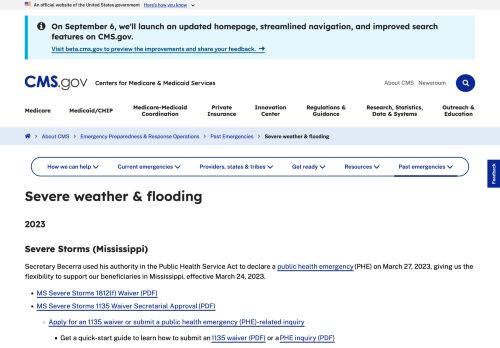 An official website of the United States government Here's how you know
On September 6, we'll launch an updated homepage, streamlined navigation, and improved search
features on CMS.gov.
Visit beta.cms.gov to preview the improvements and share your feedback. →
CMS.gov Centers for Medicare & Medicaid Services
About CMS Newsroom
Medicare Medicaid/CHIP Medicare-Medicaid Coordination Private Insurance Innovation Center Regulations & Guidance Research, Statistics, Data & Systems Outreach & Education
> About CMS > Emergency Preparedness & Response Operations > Past Emergencies > Severe weather & flooding
How we can help Current emergencies Providers, states & tribes Get ready Resources Past emergencies
Feedback
Severe weather & flooding
2023
Severe Storms (Mississippi)
Secretary Becerra used his authority in the Public Health Service Act to declare a public health emergency (PHE) on March 27, 2023, giving us the
flexibility to support our beneficiaries in Mississippi, effective March 24, 2023.
MS Severe Storms 1812(f) Waiver (PDF)
MS Severe Storms 1135 Waiver Secretarial Approval (PDF)
Apply for an 1135 waiver or submit a public health emergency (PHE)-related inquiry
Get a quick-start guide to learn how to submit an 1135 waiver (PDF) or a PHE inquiry (PDF)